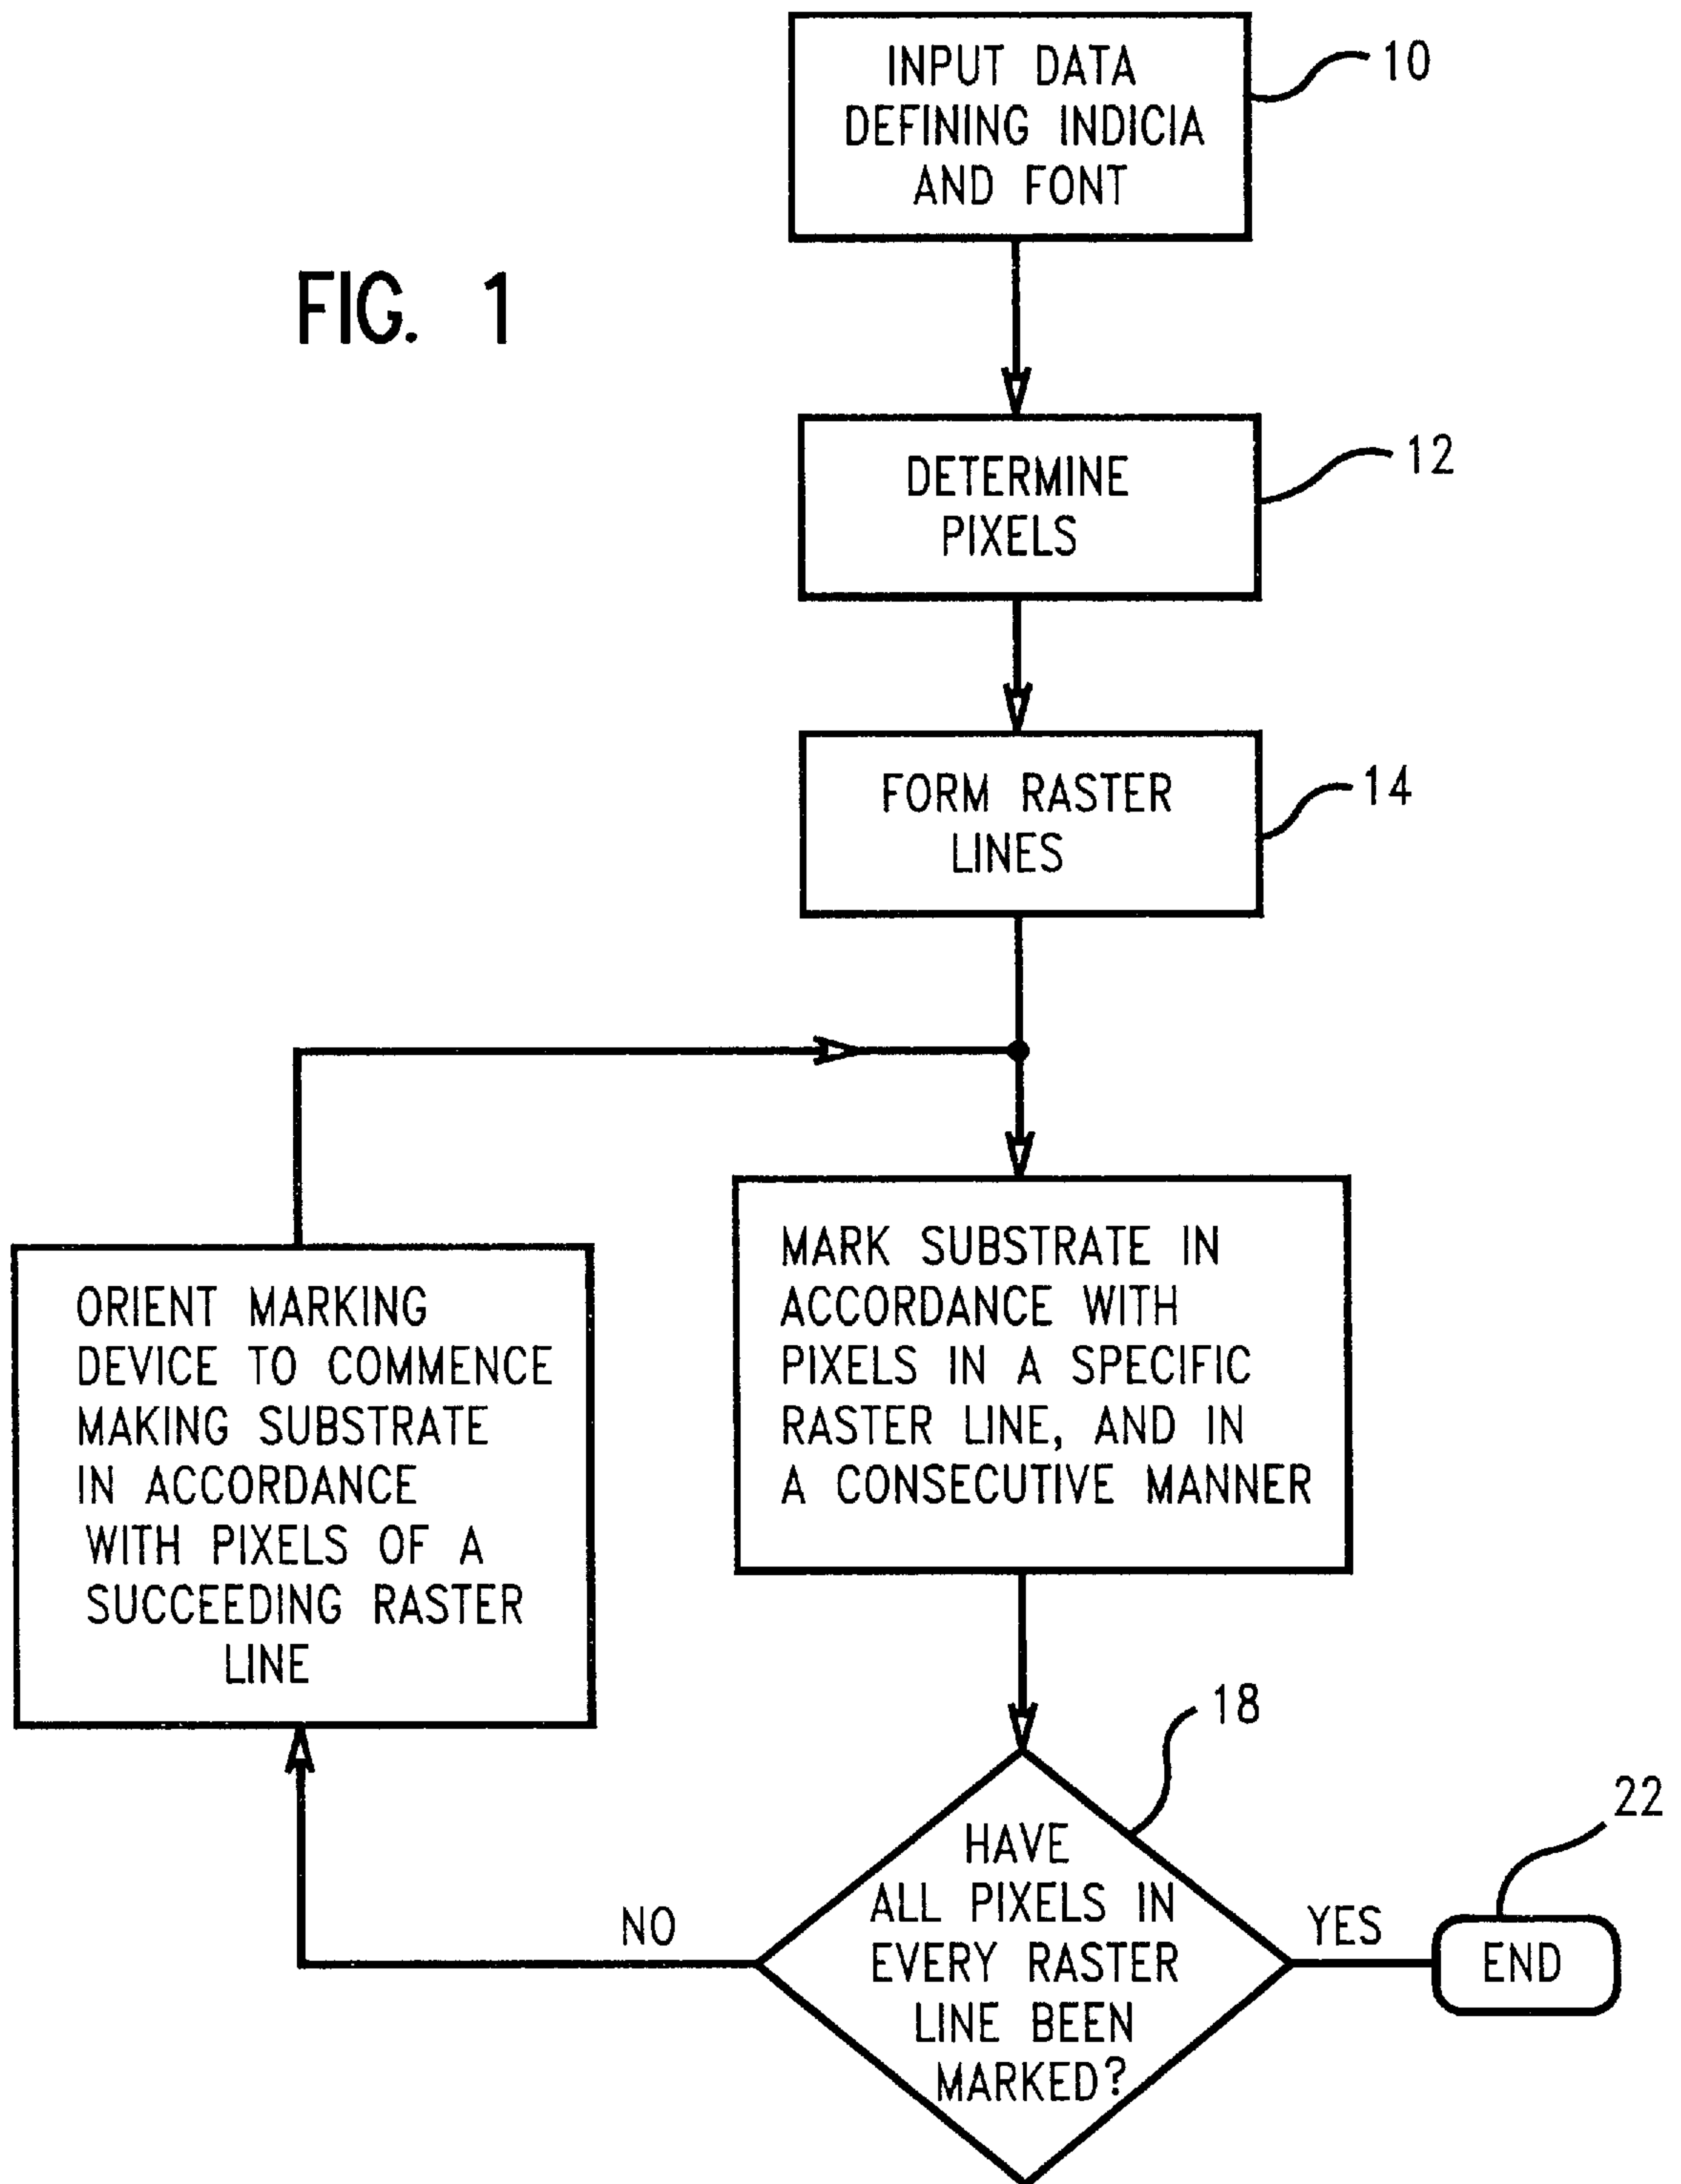 INPUT DATA
DEFINING INDICIA
AND FONT
10
FIG. 1
DETERMINE
PIXELS
12
FORM RASTER
LINES
14
MARK SUBSTRATE IN
ACCORDANCE WITH
PIXELS IN A SPECIFIC
RASTER LINE, AND IN
A CONSECUTIVE MANNER
ORIENT MARKING
DEVICE TO COMMENCE
MAKING SUBSTRATE
IN ACCORDANCE
WITH PIXELS OF A
SUCCEEDING RASTER
LINE
18
HAVE
ALL PIXELS IN
EVERY RASTER
LINE BEEN
MARKED?
NO
YES
22
END